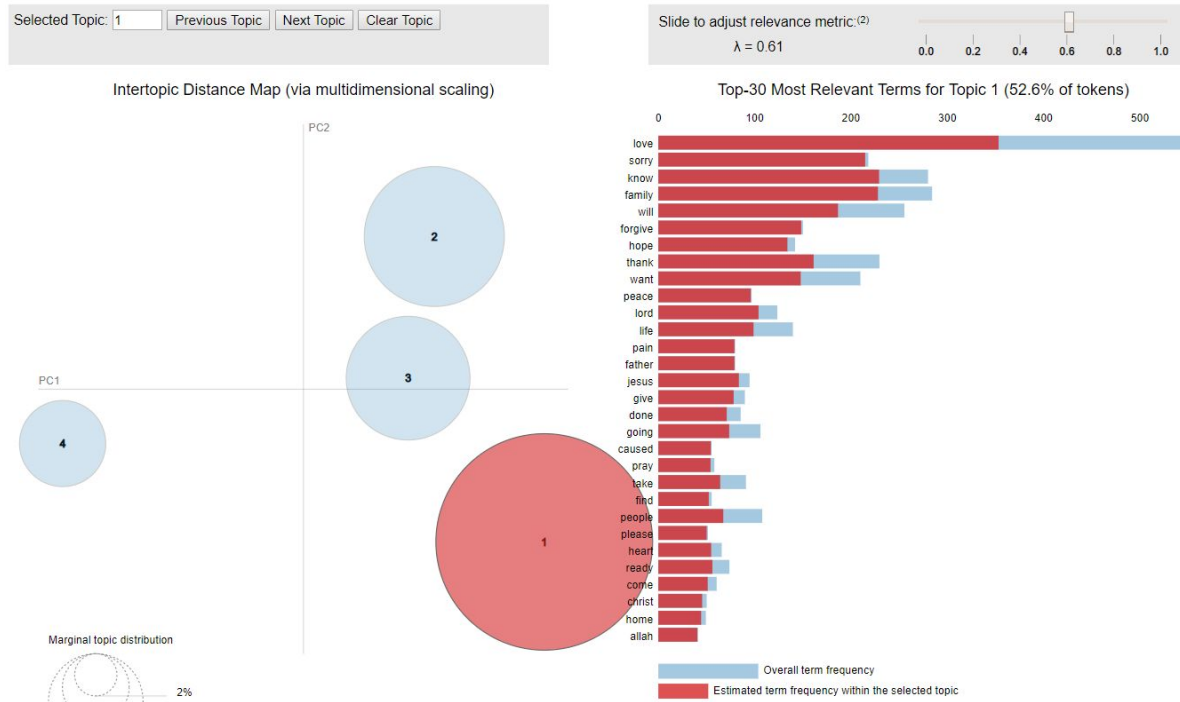 Selected Topic: 1 Previous Topic Next Topic Clear Topic
Slide to adjust relevance metric:(2)
λ = 0.61
0.0 0.2 0.4 0.6 0.8 1.0
Intertopic Distance Map (via multidimensional scaling)
PC2
PC1
2
3
4
1
Marginal topic distribution
2%
Top-30 Most Relevant Terms for Topic 1 (52.6% of tokens)
0 100 200 300 400 500
love
sorry
know
family
will
forgive
hope
thank
want
peace
lord
life
pain
father
jesus
give
done
going
caused
pray
take
find
people
please
heart
ready
come
christ
home
allah
Overall term frequency
Estimated term frequency within the selected topic